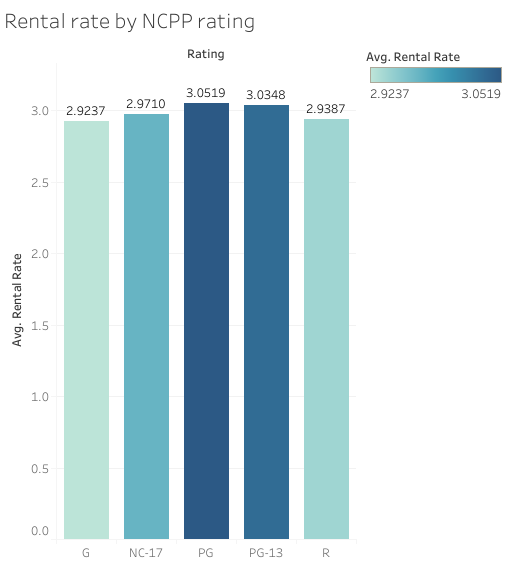 Rental rate by NCPP rating
Rating
Avg. Rental Rate
2.9237 3.0519
2.9237 2.9710 3.0519 3.0348 2.9387
3.0
2.5
2.0
1.5
1.0
0.5
0.0
Avg. Rental Rate
G NC-17 PG PG-13 R